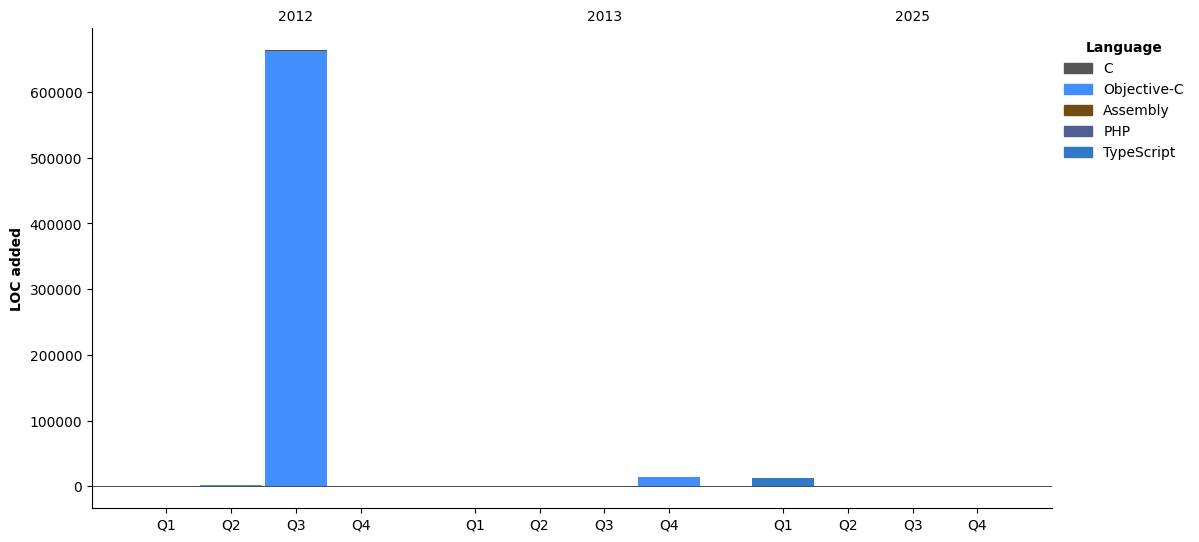 2012 2013 2025
Language
C
Objective-C
Assembly
PHP
TypeScript
LOC added
600000
500000
400000
300000
200000
100000
0
Q1 Q2 Q3 Q4 Q1 Q2 Q3 Q4 Q1 Q2 Q3 Q4